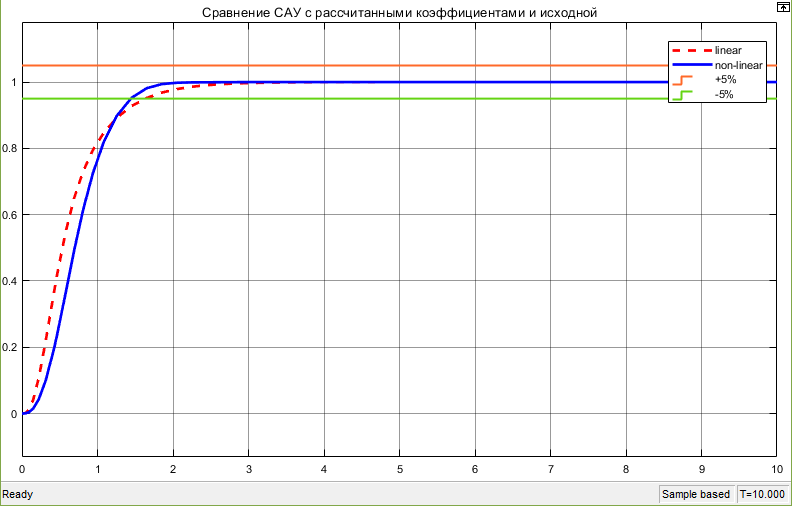 Сравнение САУ с рассчитанными коэффициентами и исходной
linear
non-linear
+5%
-5%
1
0.8
0.6
0.4
0.2
0
0 1 2 3 4 5 6 7 8 9 10
Ready Sample based T=10.000